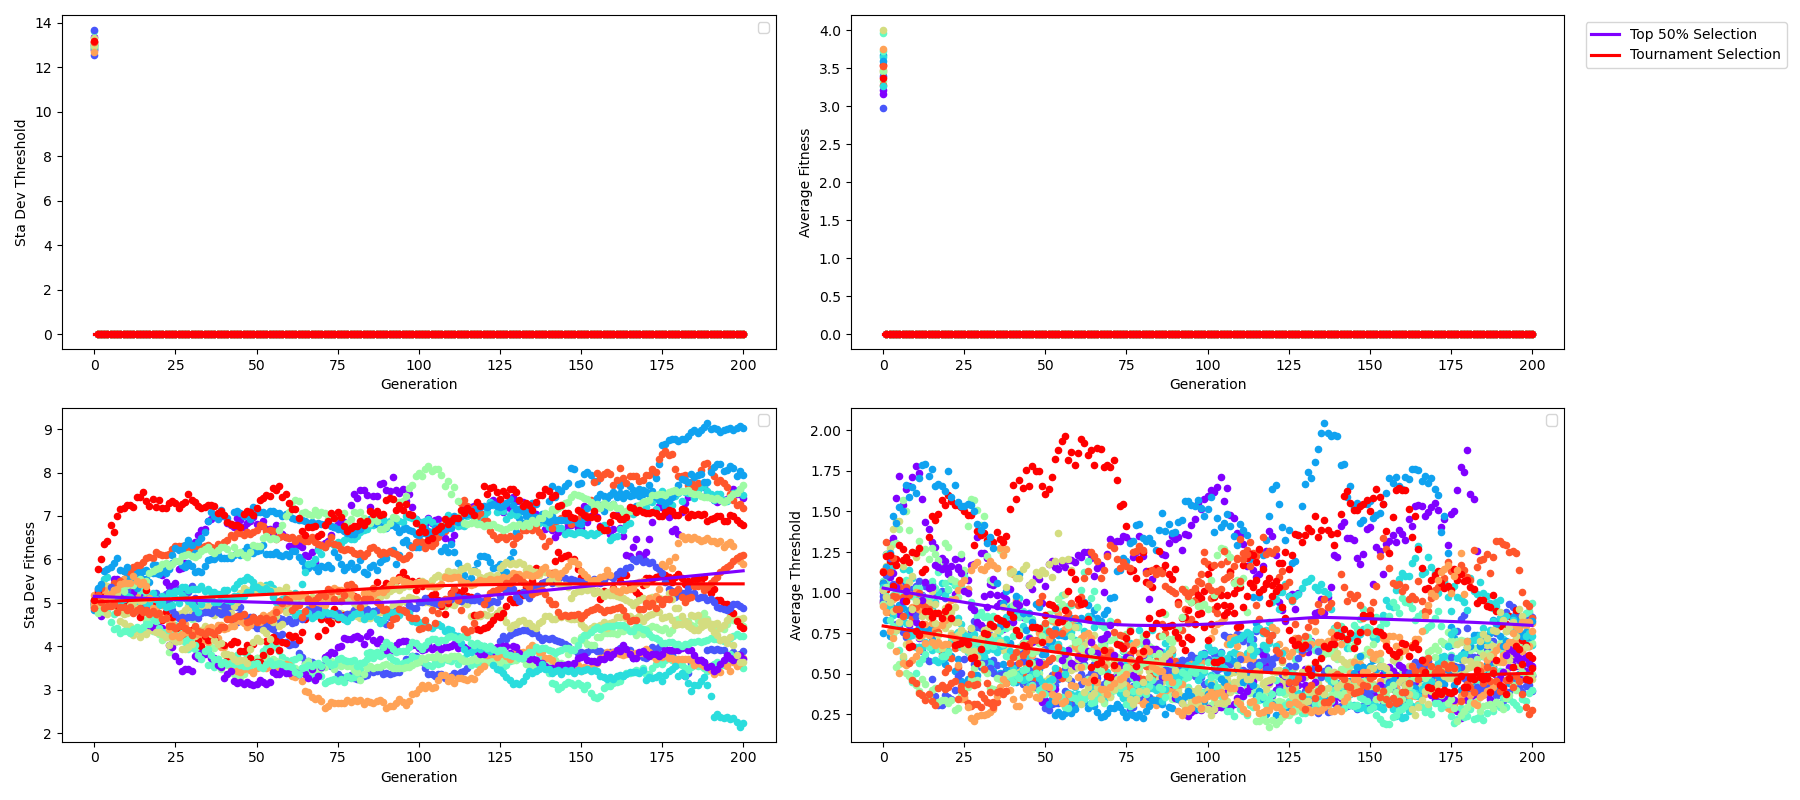 Sta Dev Threshold
14
12
10
8
6
4
2
0
0 25 50 75 100 125 150 175 200
Generation
Average Fitness
4.0
3.5
3.0
2.5
2.0
1.5
1.0
0.5
0.0
0 25 50 75 100 125 150 175 200
Generation
Top 50% Selection
Tournament Selection
Sta Dev Fitness
9
8
7
6
5
4
3
2
0 25 50 75 100 125 150 175 200
Generation
Average Threshold
2.00
1.75
1.50
1.25
1.00
0.75
0.50
0.25
0 25 50 75 100 125 150 175 200
Generation